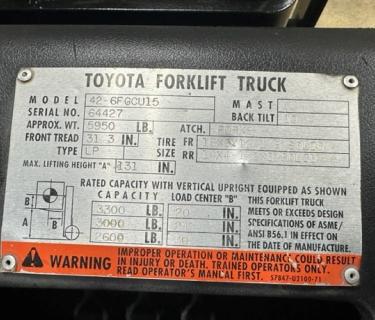 TOYOTA FORKLIFT TRUCK
MODEL 42-6FGCU15 MAST
SERIAL NO. 64427 BACK TILT
APPROX. WT. 5950 LB. ATCH.
FRONT TREAD 31.3 IN. TIRE FR
TYPE LP SIZE RR
MAX. LIFTING HEIGHT "A" 131 IN.
RATED CAPACITY WITH VERTICAL UPRIGHT EQUIPPED AS SHOWN
CAPACITY LOAD CENTER "B" THIS FORKLIFT TRUCK
B 3300 LB. 20 IN. MEETS OR EXCEEDS DESIGN
3000 LB. IN. SPECIFICATIONS OF ASME/
A 2600 LB. IN. ANSI B56.1 IN EFFECT ON
THE DATE OF MANUFACTURE.
WARNING IMPROPER OPERATION OR MAINTENANCE COULD RESULT
IN INJURY OR DEATH. TRAINED OPERATORS ONLY.
READ OPERATOR'S MANUAL FIRST. 57847-U3100-71